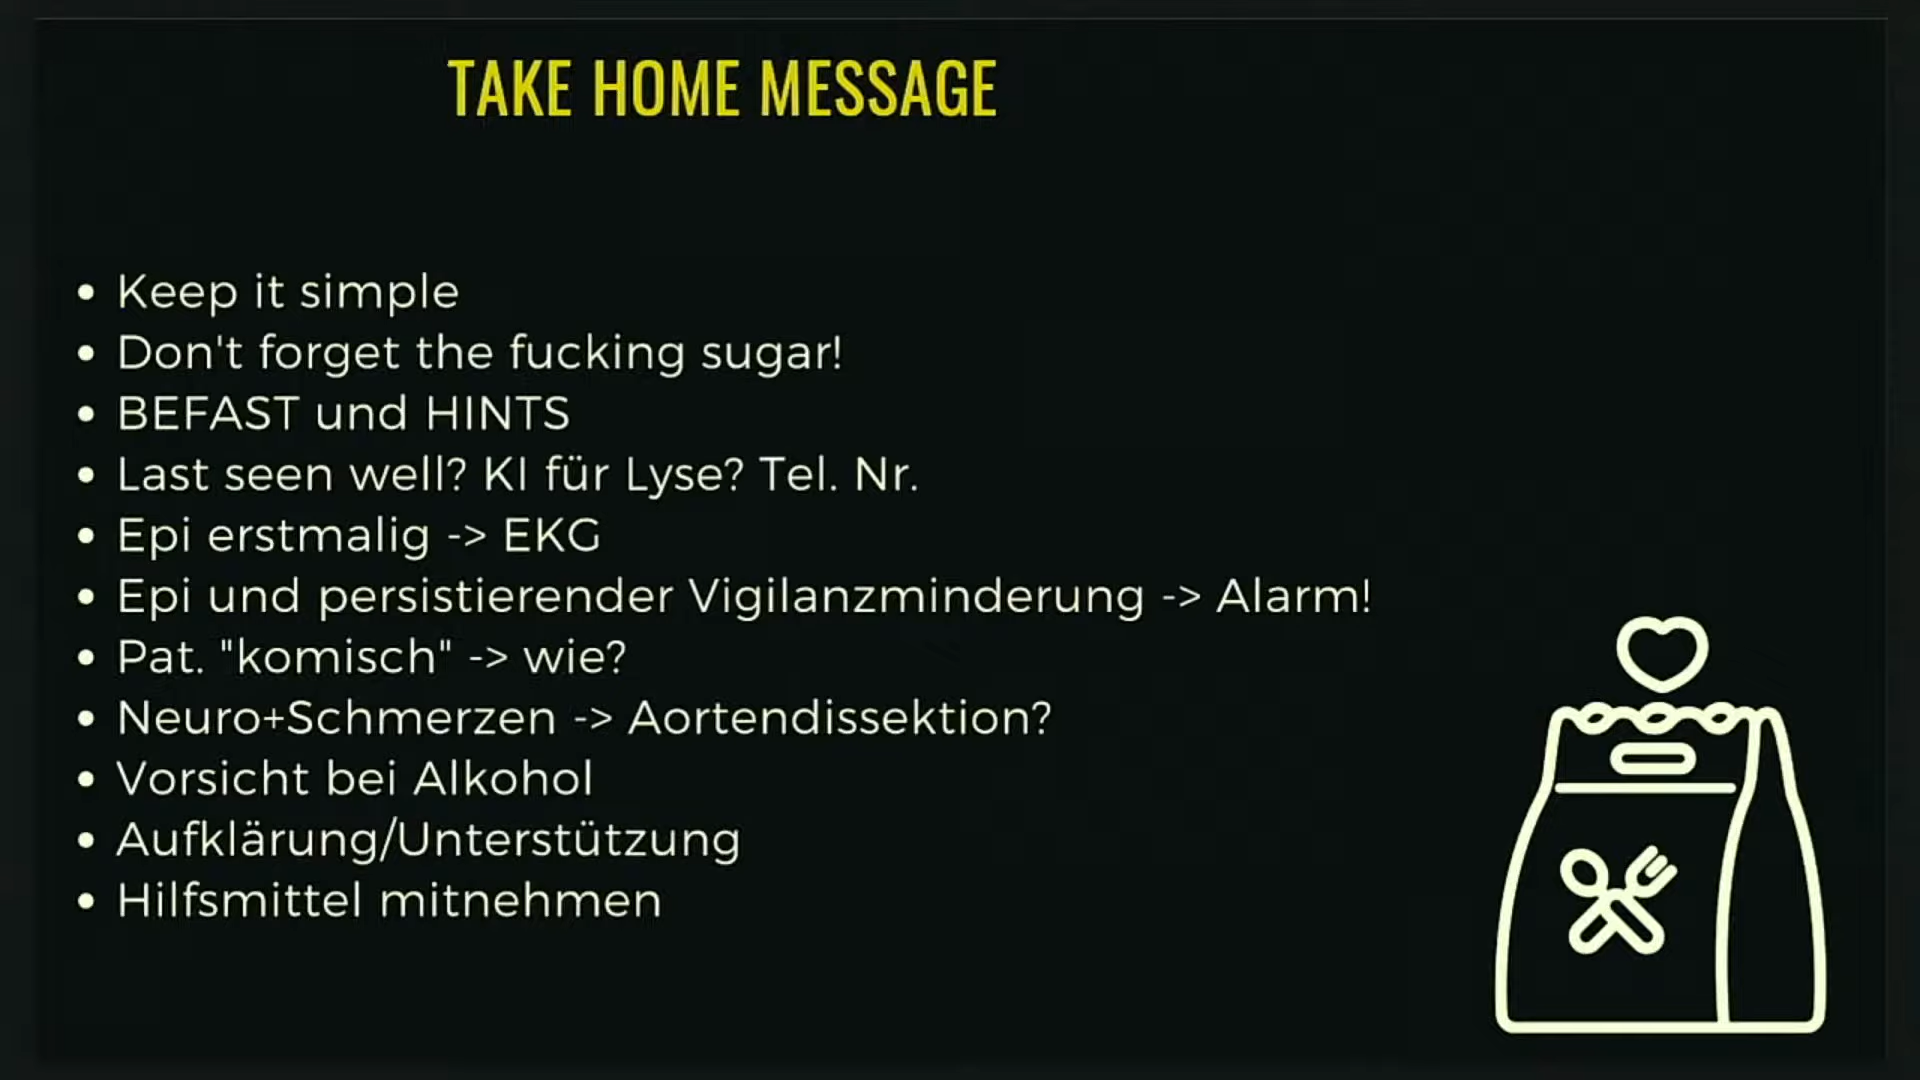 TAKE HOME MESSAGE
• Keep it simple
• Don't forget the fucking sugar!
• BEFAST und HINTS
• Last seen well? KI für Lyse? Tel. Nr.
• Epi erstmalig -> EKG
• Epi und persistierender Vigilanzminderung -> Alarm!
• Pat. "komisch" -> wie?
• Neuro+Schmerzen -> Aortendissektion?
• Vorsicht bei Alkohol
• Aufklärung/Unterstützung
• Hilfsmittel mitnehmen